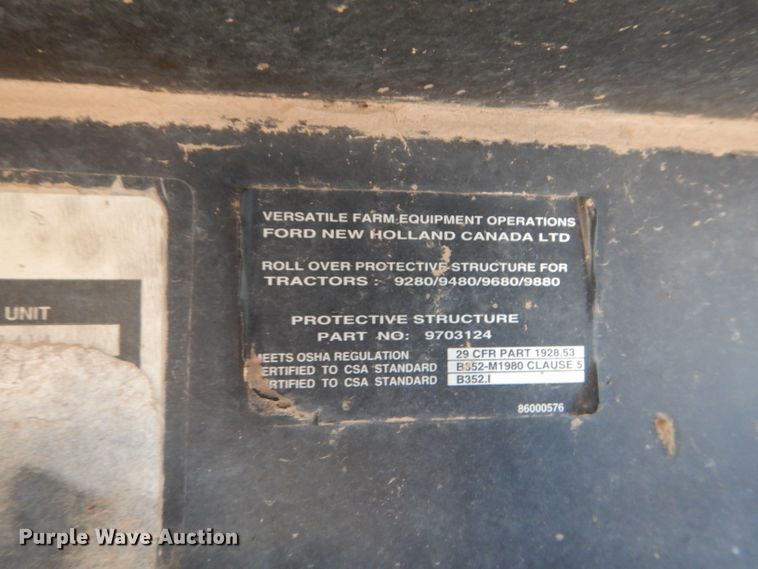 VERSATILE FARM EQUIPMENT OPERATIONS
FORD NEW HOLLAND CANADA LTD
ROLL OVER PROTECTIVE STRUCTURE FOR
TRACTORS : 9280/9480/9680/9880
PROTECTIVE STRUCTURE
PART NO: 9703124
EETS OSHA REGULATION 29 CFR PART 1928.53
ERTIFIED TO CSA STANDARD B352-M1980 CLAUSE 5
ERTIFIED TO CSA STANDARD B352.I
86000576
UNIT
Purple Wave Auction